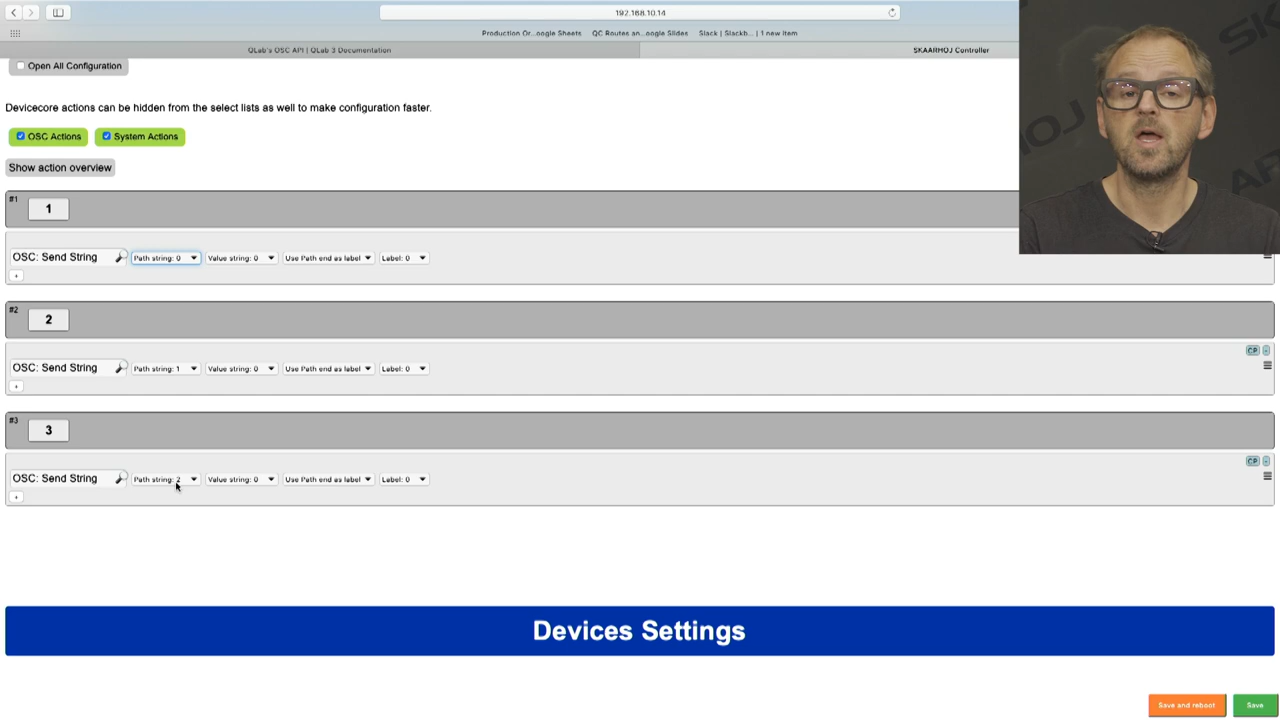 192.168.10.14
Production Or...oogle Sheets QC Routes an...oogle Slides Slack | Slackb... | 1 new item
QLab's OSC API | QLab 3 Documentation SKAARHOJ Controller
Open All Configuration
Devicecore actions can be hidden from the select lists as well to make configuration faster.
OSC Actions System Actions
Show action overview
#1
1
OSC: Send String Path string: 0 Value string: 0 Use Path end as label Label: 0
+
#2
2
CP -
OSC: Send String Path string: 1 Value string: 0 Use Path end as label Label: 0
+
#3
3
CP -
OSC: Send String Path string: 2 Value string: 0 Use Path end as label Label: 0
+
Devices Settings
Save and reboot Save